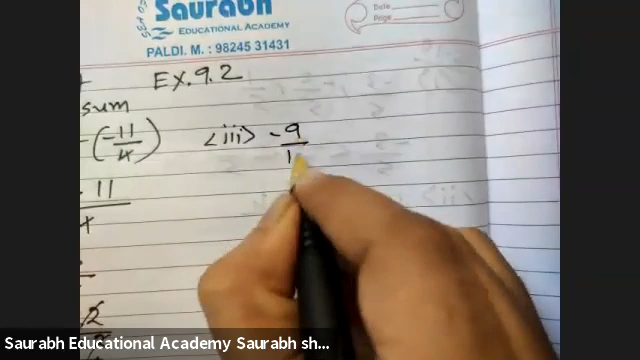 Saurabh
EDUCATIONAL ACADEMY
PALDI. M. : 98245 31431
Date
Page
EX. 9.2
sum
-(-11/4)
<iii> -9/1
11
4
2
Saurabh Educational Academy Saurabh sh...